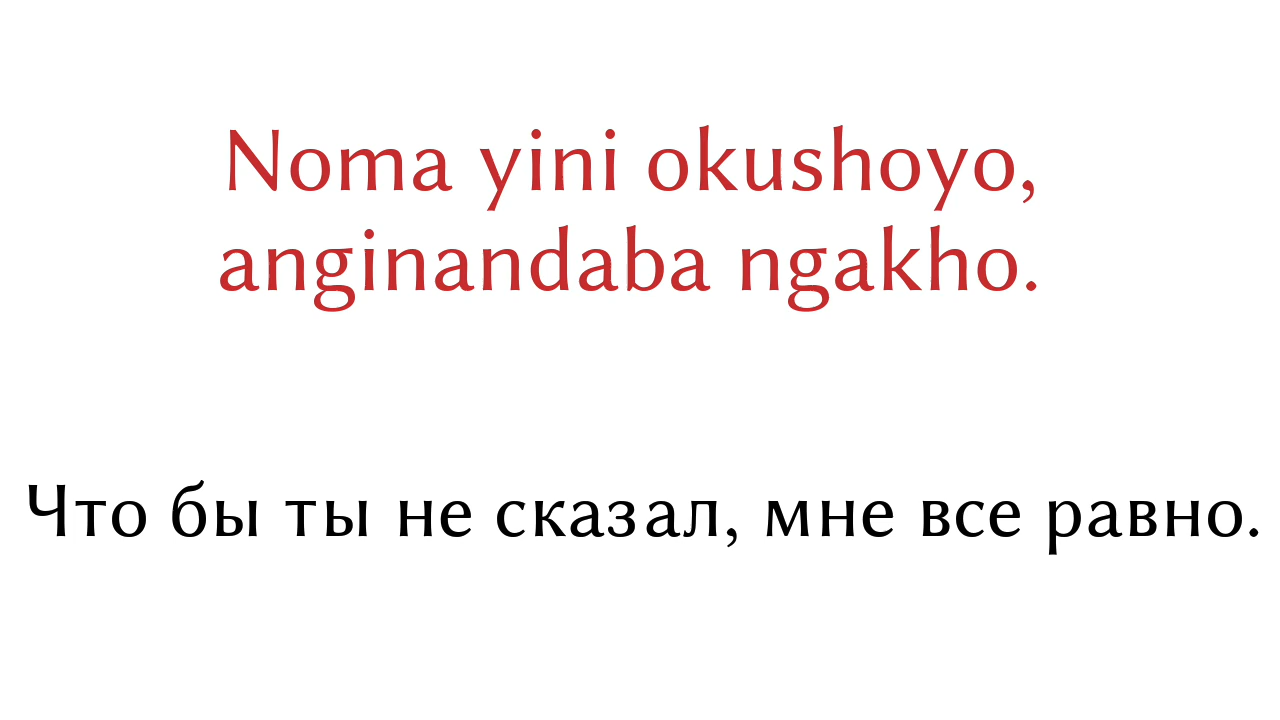 Noma yini okushoyo,
anginandaba ngakho.
Что бы ты не сказал, мне все равно.